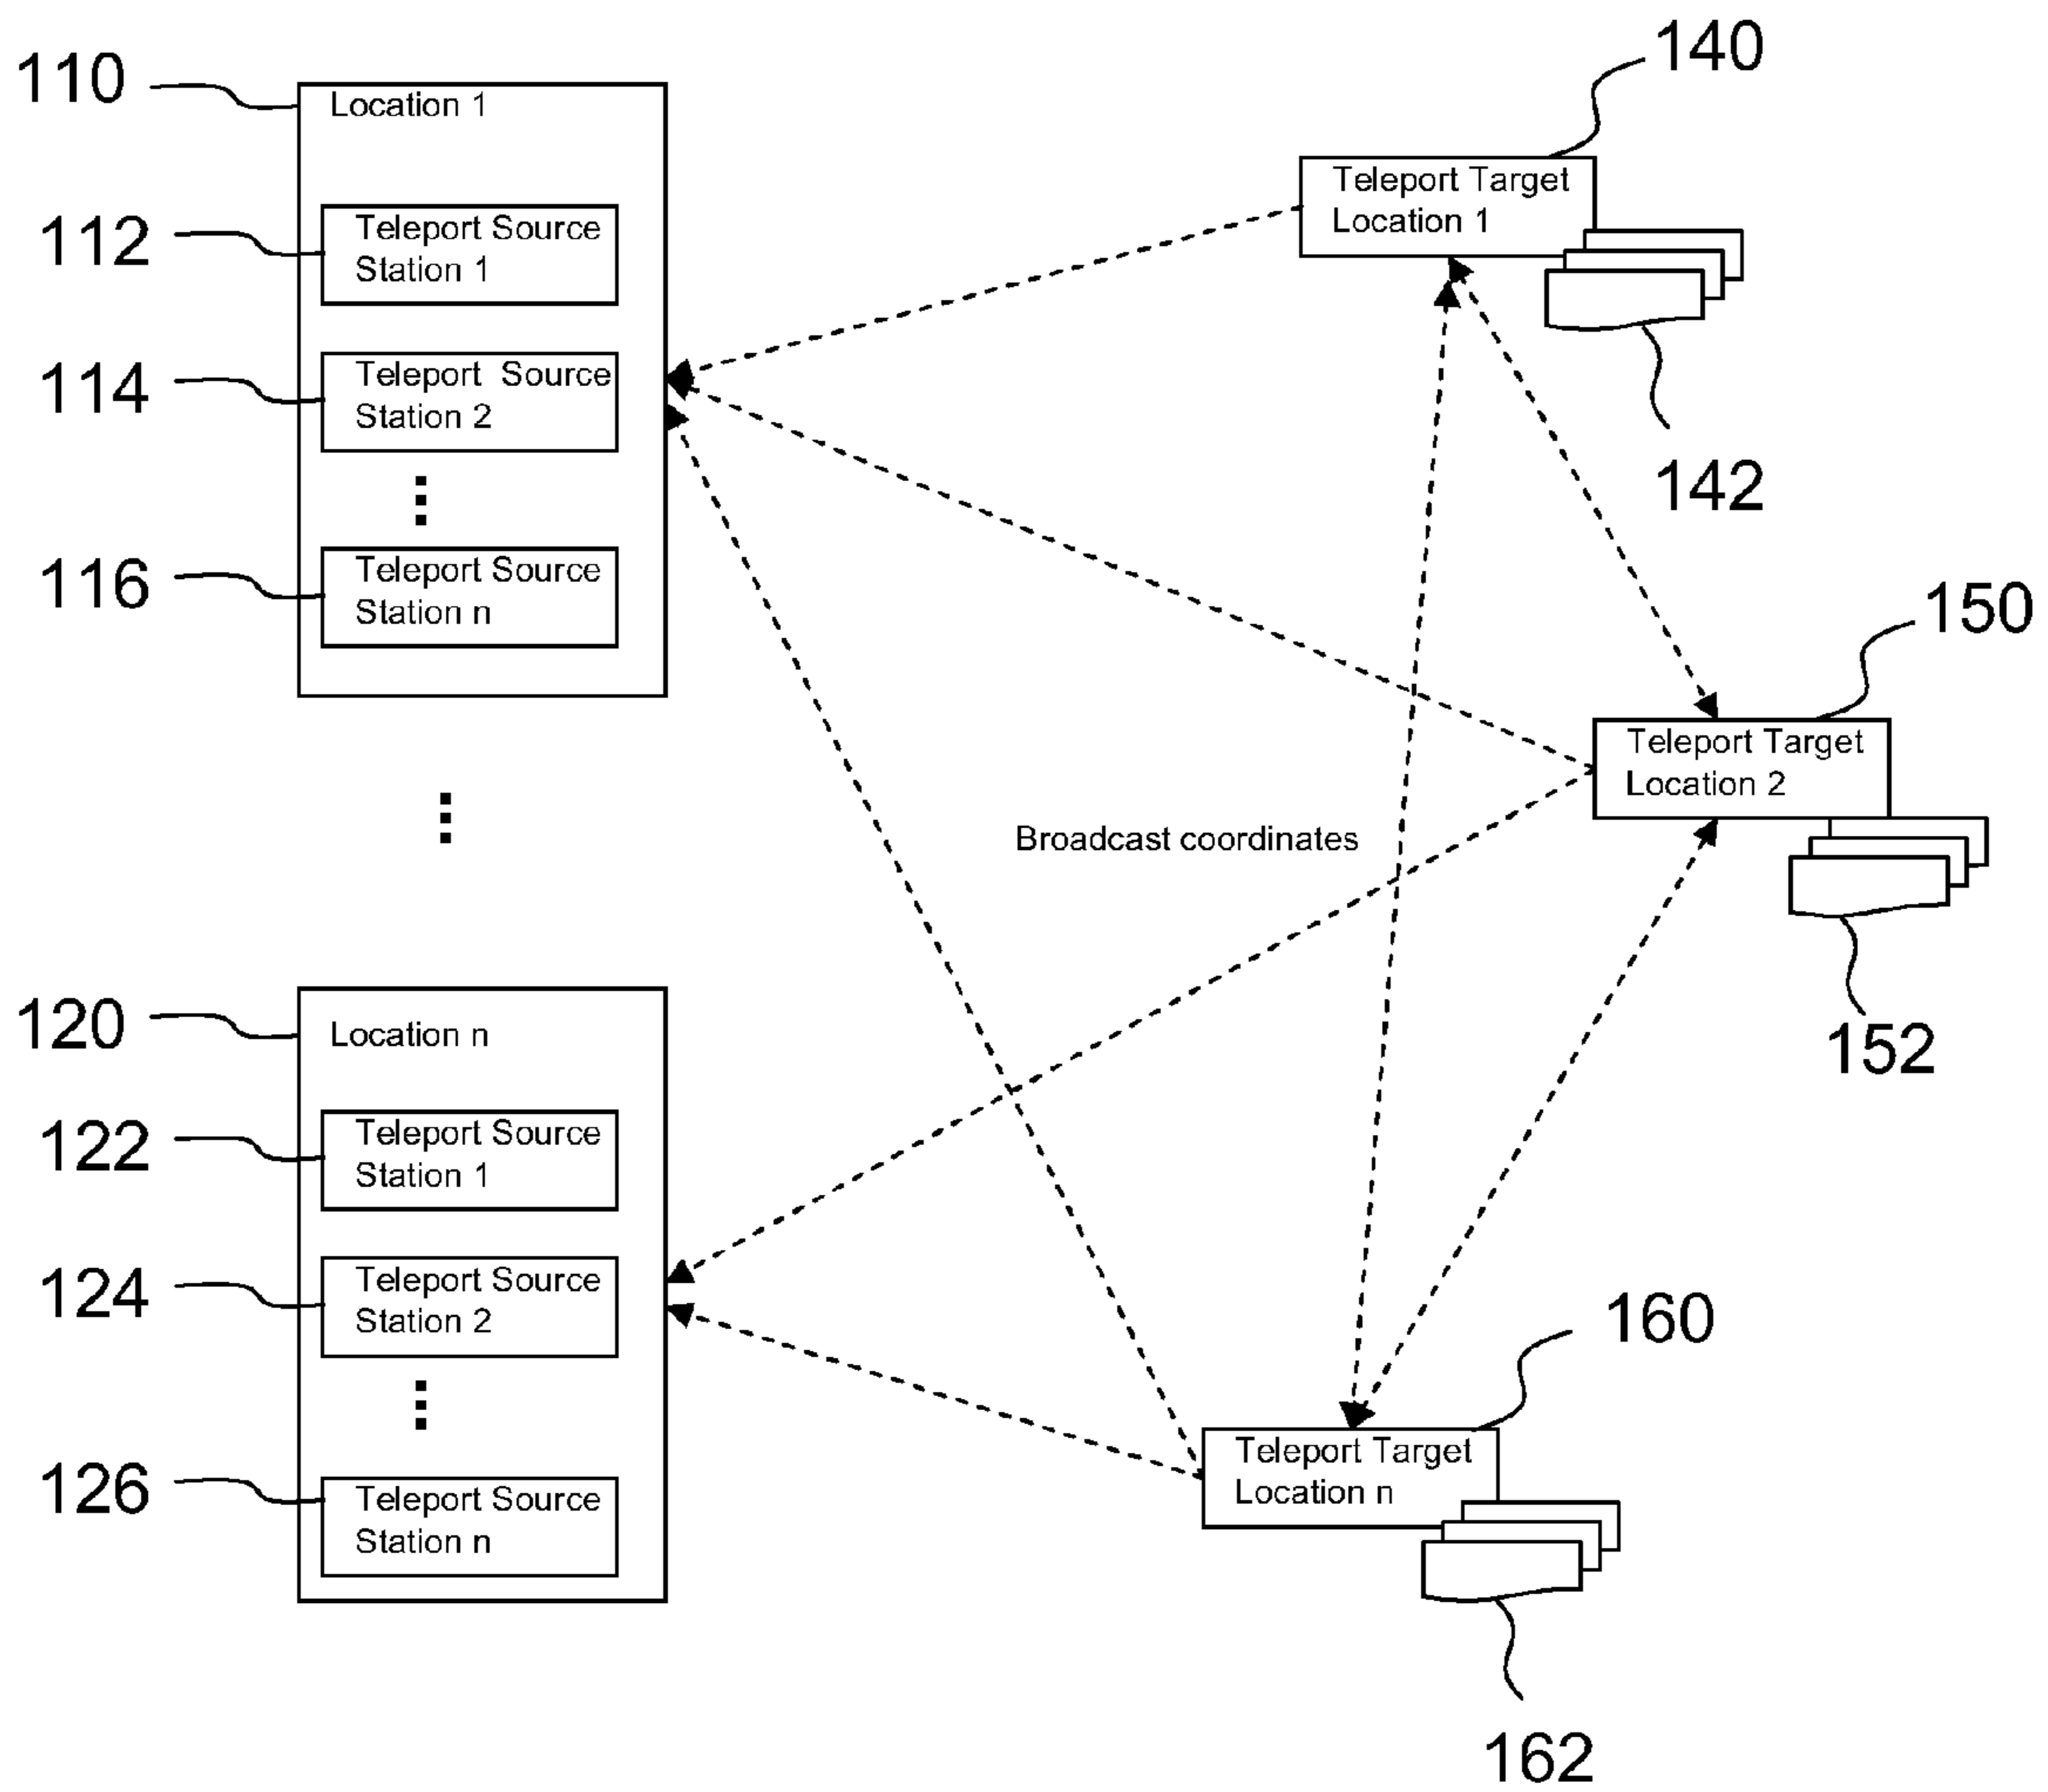 110
Location 1
112
Teleport Source
Station 1
114
Teleport Source
Station 2
116
Teleport Source
Station n
120
Location n
122
Teleport Source
Station 1
124
Teleport Source
Station 2
126
Teleport Source
Station n
Broadcast coordinates
140
Teleport Target
Location 1
142
150
Teleport Target
Location 2
152
160
Teleport Target
Location n
162